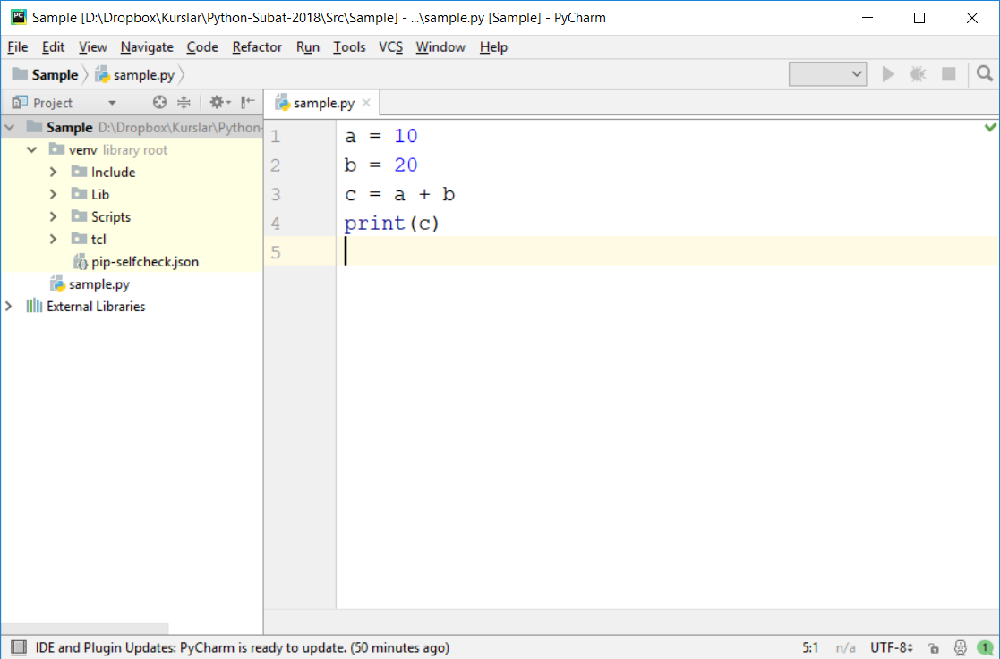 Sample [D:\Dropbox\Kurslar\Python-Subat-2018\Src\Sample] - ...\sample.py [Sample] - PyCharm
File Edit View Navigate Code Refactor Run Tools VCS Window Help
Sample sample.py
Project
sample.py
Sample D:\Dropbox\Kurslar\Python-
venv library root
Include
Lib
Scripts
tcl
pip-selfcheck.json
sample.py
External Libraries
1 a = 10
2 b = 20
3 c = a + b
4 print(c)
5
IDE and Plugin Updates: PyCharm is ready to update. (50 minutes ago) 5:1 n/a UTF-8 1